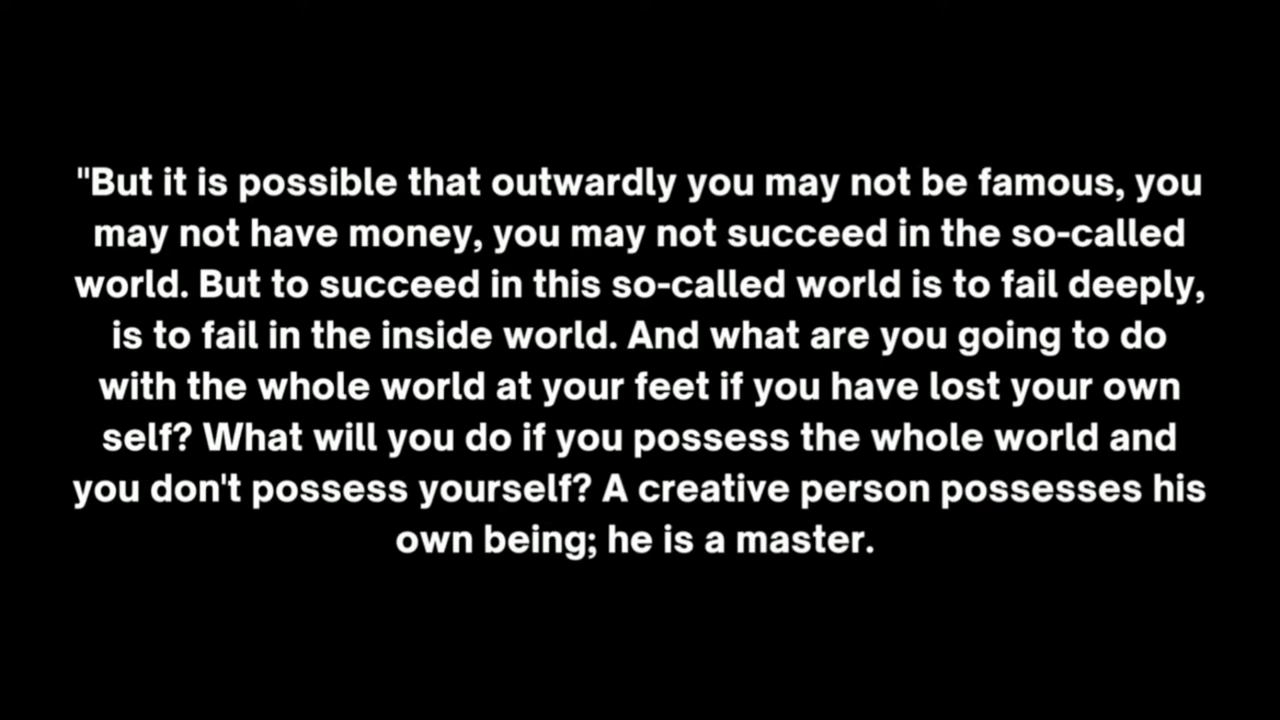 "But it is possible that outwardly you may not be famous, you
may not have money, you may not succeed in the so-called
world. But to succeed in this so-called world is to fail deeply,
is to fail in the inside world. And what are you going to do
with the whole world at your feet if you have lost your own
self? What will you do if you possess the whole world and
you don't possess yourself? A creative person possesses his
own being; he is a master.